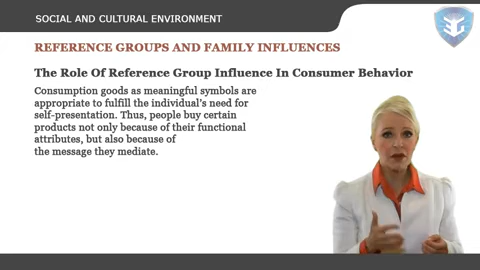 SOCIAL AND CULTURAL ENVIRONMENT
REFERENCE GROUPS AND FAMILY INFLUENCES
The Role Of Reference Group Influence In Consumer Behavior
Consumption goods as meaningful symbols are
appropriate to fulfill the individual's need for
self-presentation. Thus, people buy certain
products not only because of their functional
attributes, but also because of
the message they mediate.